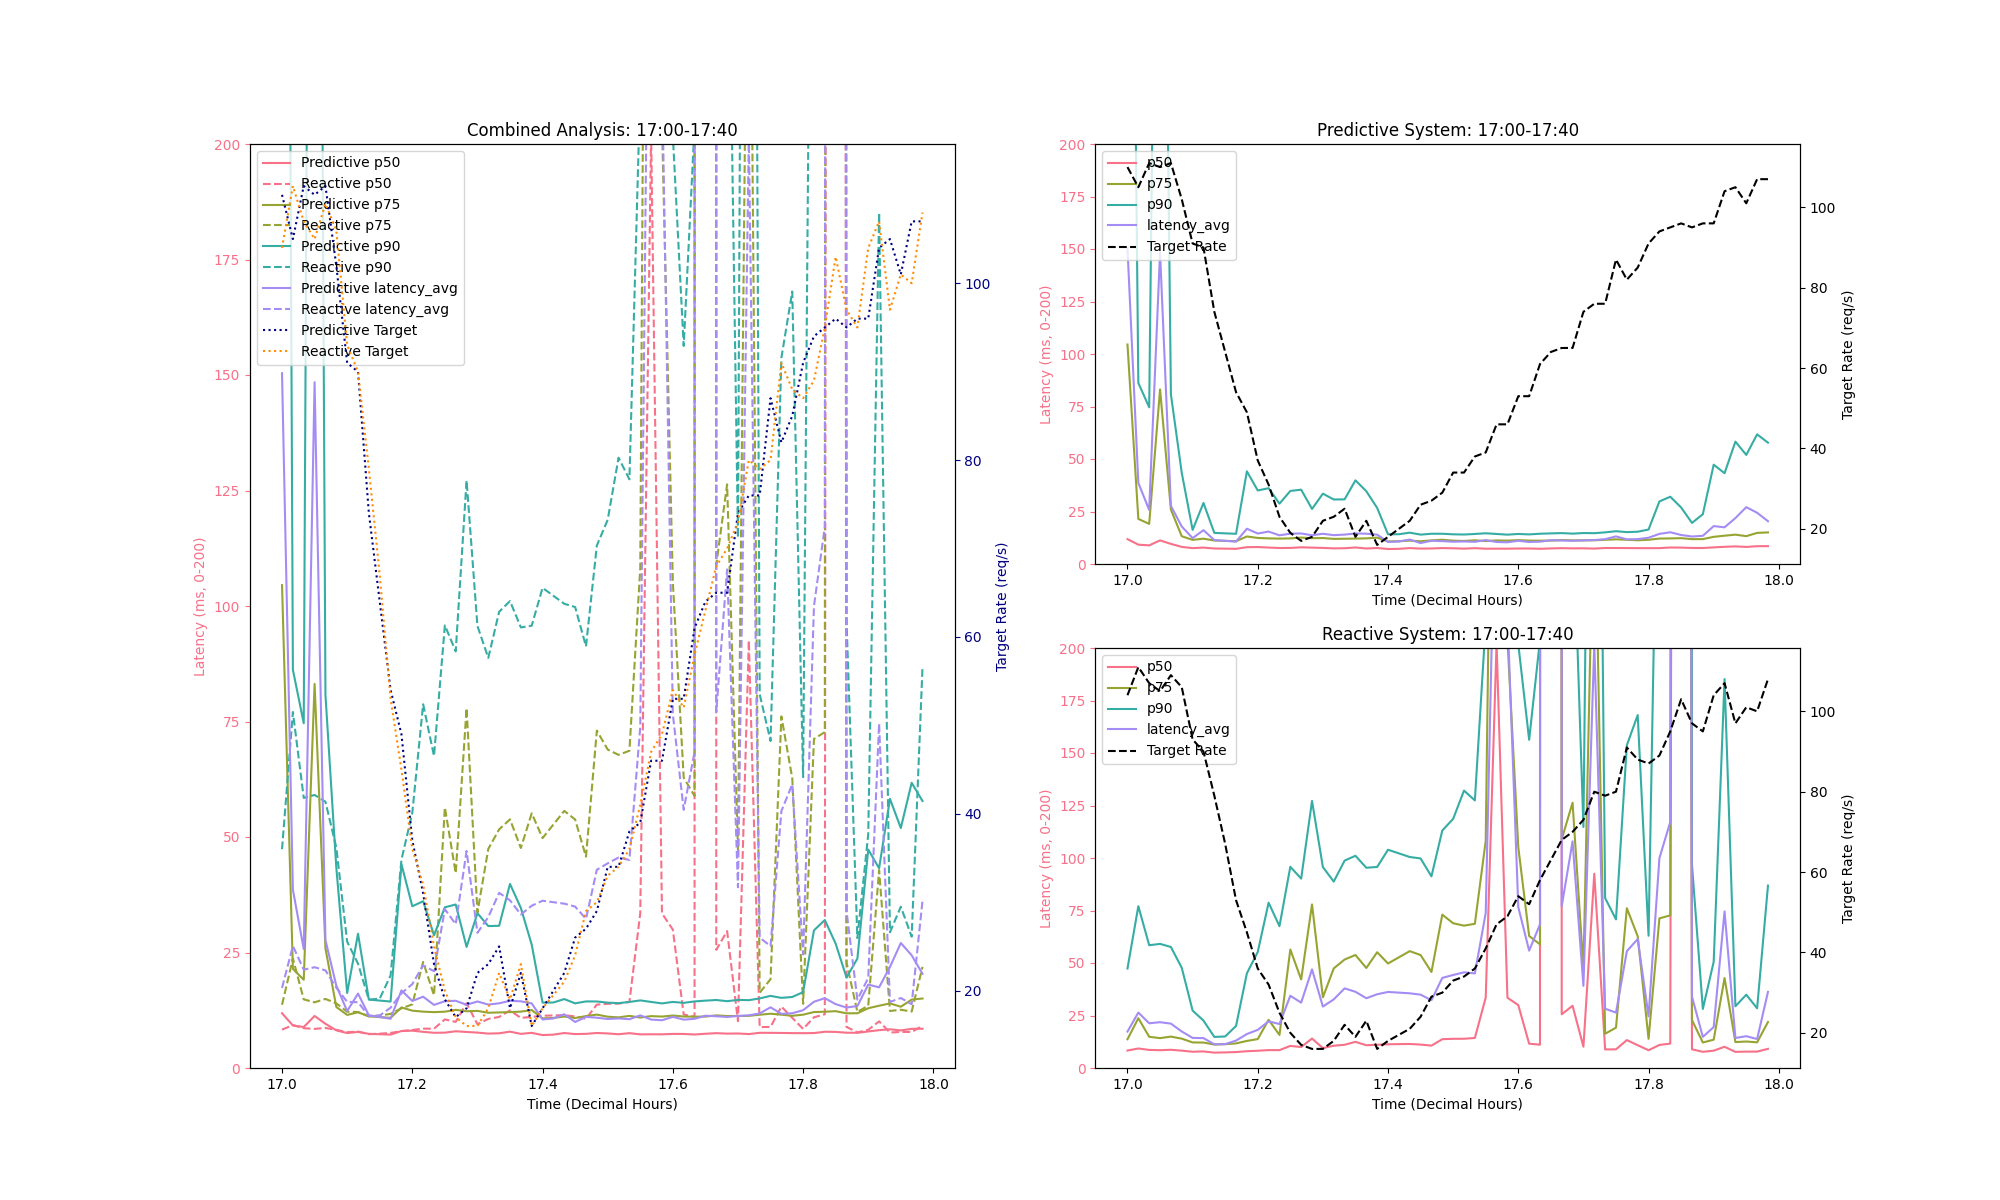 Combined Analysis: 17:00-17:40
200
175
150
125
100
75
50
25
0
Latency (ms, 0-200)
Predictive p50
Reactive p50
Predictive p75
Reactive p75
Predictive p90
Reactive p90
Predictive latency_avg
Reactive latency_avg
Predictive Target
Reactive Target
100
80
60
40
20
Target Rate (req/s)
17.0 17.2 17.4 17.6 17.8 18.0
Time (Decimal Hours)
Predictive System: 17:00-17:40
200
175
150
125
100
75
50
25
0
Latency (ms, 0-200)
p50
p75
p90
latency_avg
Target Rate
100
80
60
40
20
Target Rate (req/s)
17.0 17.2 17.4 17.6 17.8 18.0
Time (Decimal Hours)
Reactive System: 17:00-17:40
200
175
150
125
100
75
50
25
0
Latency (ms, 0-200)
p50
p75
p90
latency_avg
Target Rate
100
80
60
40
20
Target Rate (req/s)
17.0 17.2 17.4 17.6 17.8 18.0
Time (Decimal Hours)